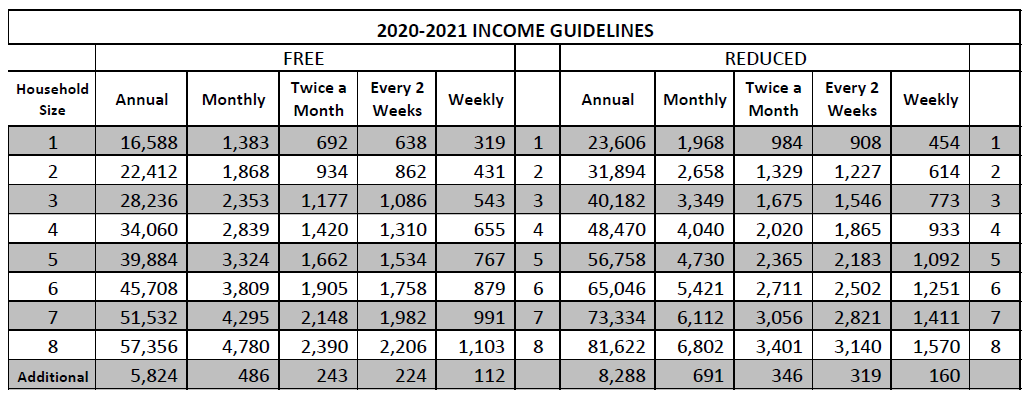 2020-2021 INCOME GUIDELINES
FREE REDUCED
Household Size Annual Monthly Twice a Month Every 2 Weeks Weekly Annual Monthly Twice a Month Every 2 Weeks Weekly
1 16,588 1,383 692 638 319 1 23,606 1,968 984 908 454 1
2 22,412 1,868 934 862 431 2 31,894 2,658 1,329 1,227 614 2
3 28,236 2,353 1,177 1,086 543 3 40,182 3,349 1,675 1,546 773 3
4 34,060 2,839 1,420 1,310 655 4 48,470 4,040 2,020 1,865 933 4
5 39,884 3,324 1,662 1,534 767 5 56,758 4,730 2,365 2,183 1,092 5
6 45,708 3,809 1,905 1,758 879 6 65,046 5,421 2,711 2,502 1,251 6
7 51,532 4,295 2,148 1,982 991 7 73,334 6,112 3,056 2,821 1,411 7
8 57,356 4,780 2,390 2,206 1,103 8 81,622 6,802 3,401 3,140 1,570 8
Additional 5,824 486 243 224 112 8,288 691 346 319 160